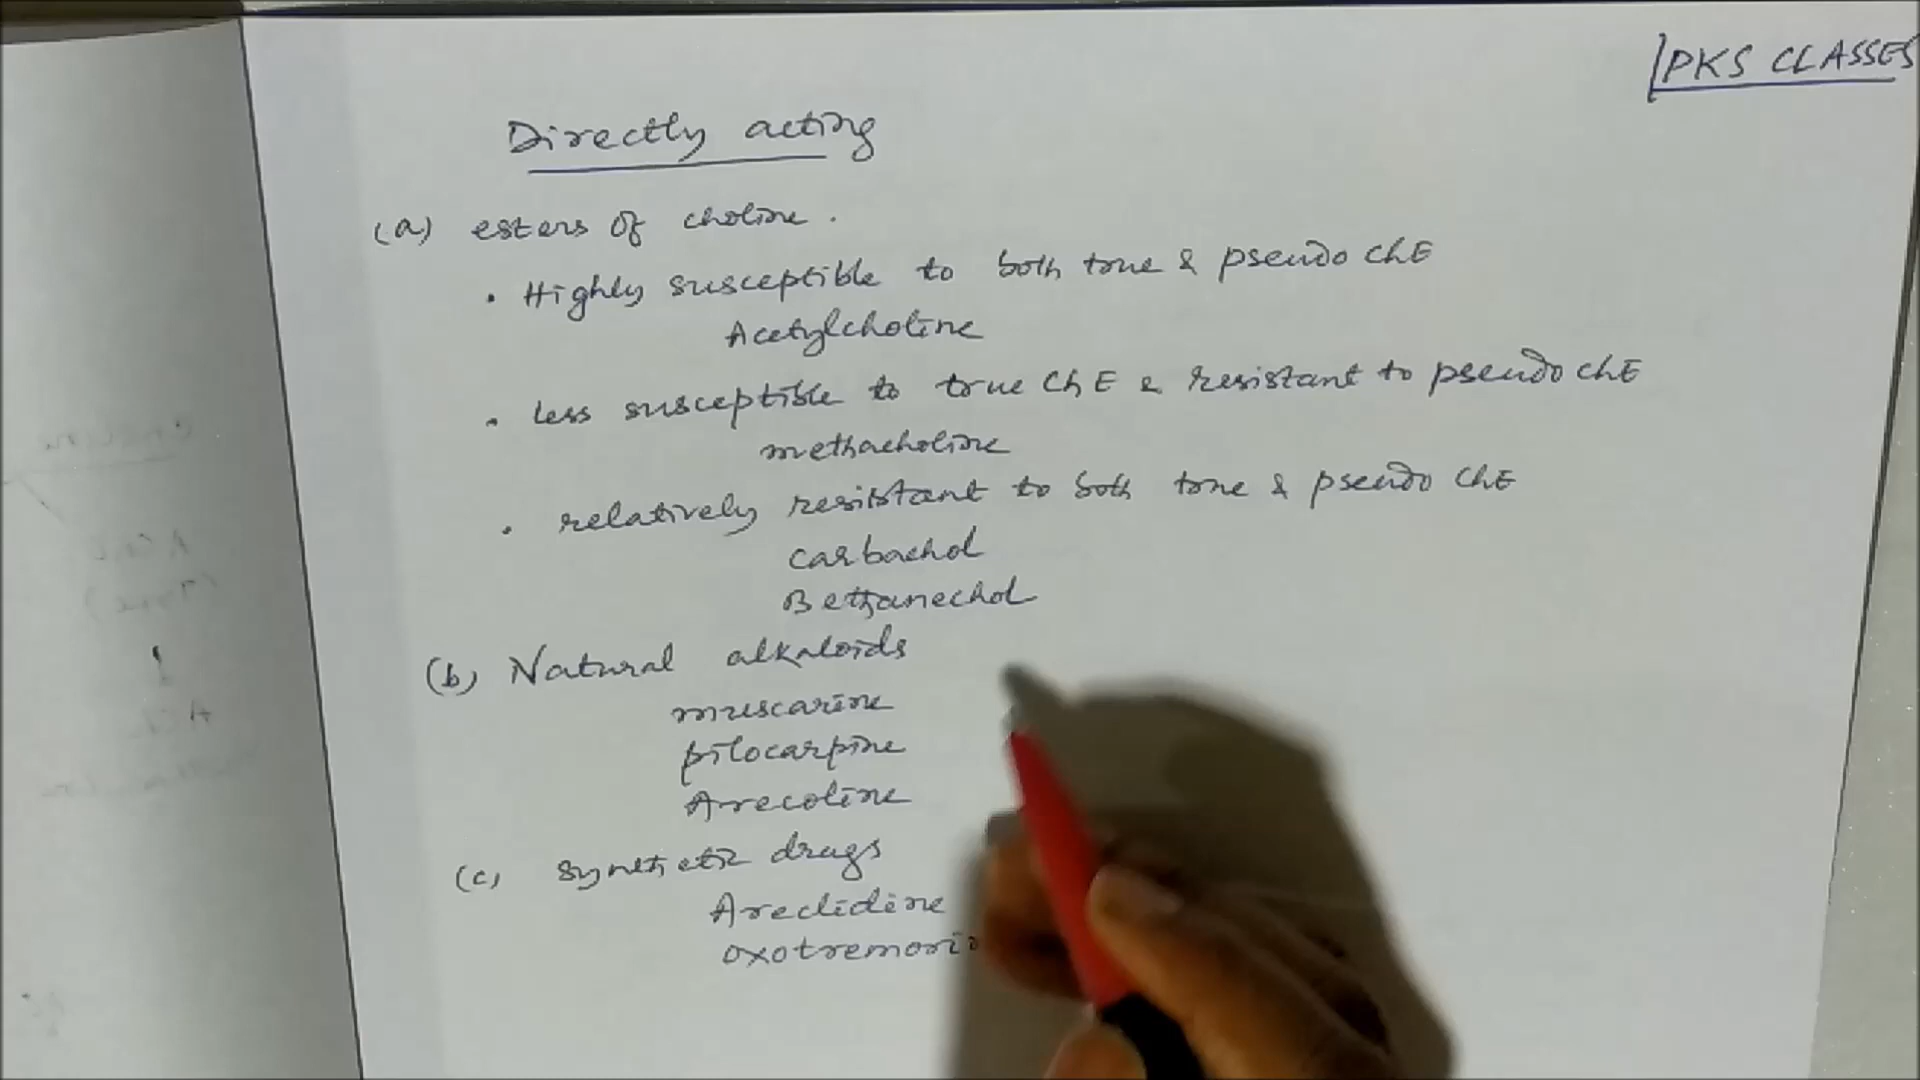 PKS CLASSES
Directly acting
(a) esters of choline.
• Highly susceptible to both true & pseudo ChE
Acetylcholine
• less susceptible to true ChE & resistant to pseudo ChE
methacholine
• relatively resistant to both true & pseudo ChE
carbachol
Bethanechol
(b) Natural alkaloids
muscarine
pilocarpine
Arecoline
(c) synthetic drugs
Areclidine